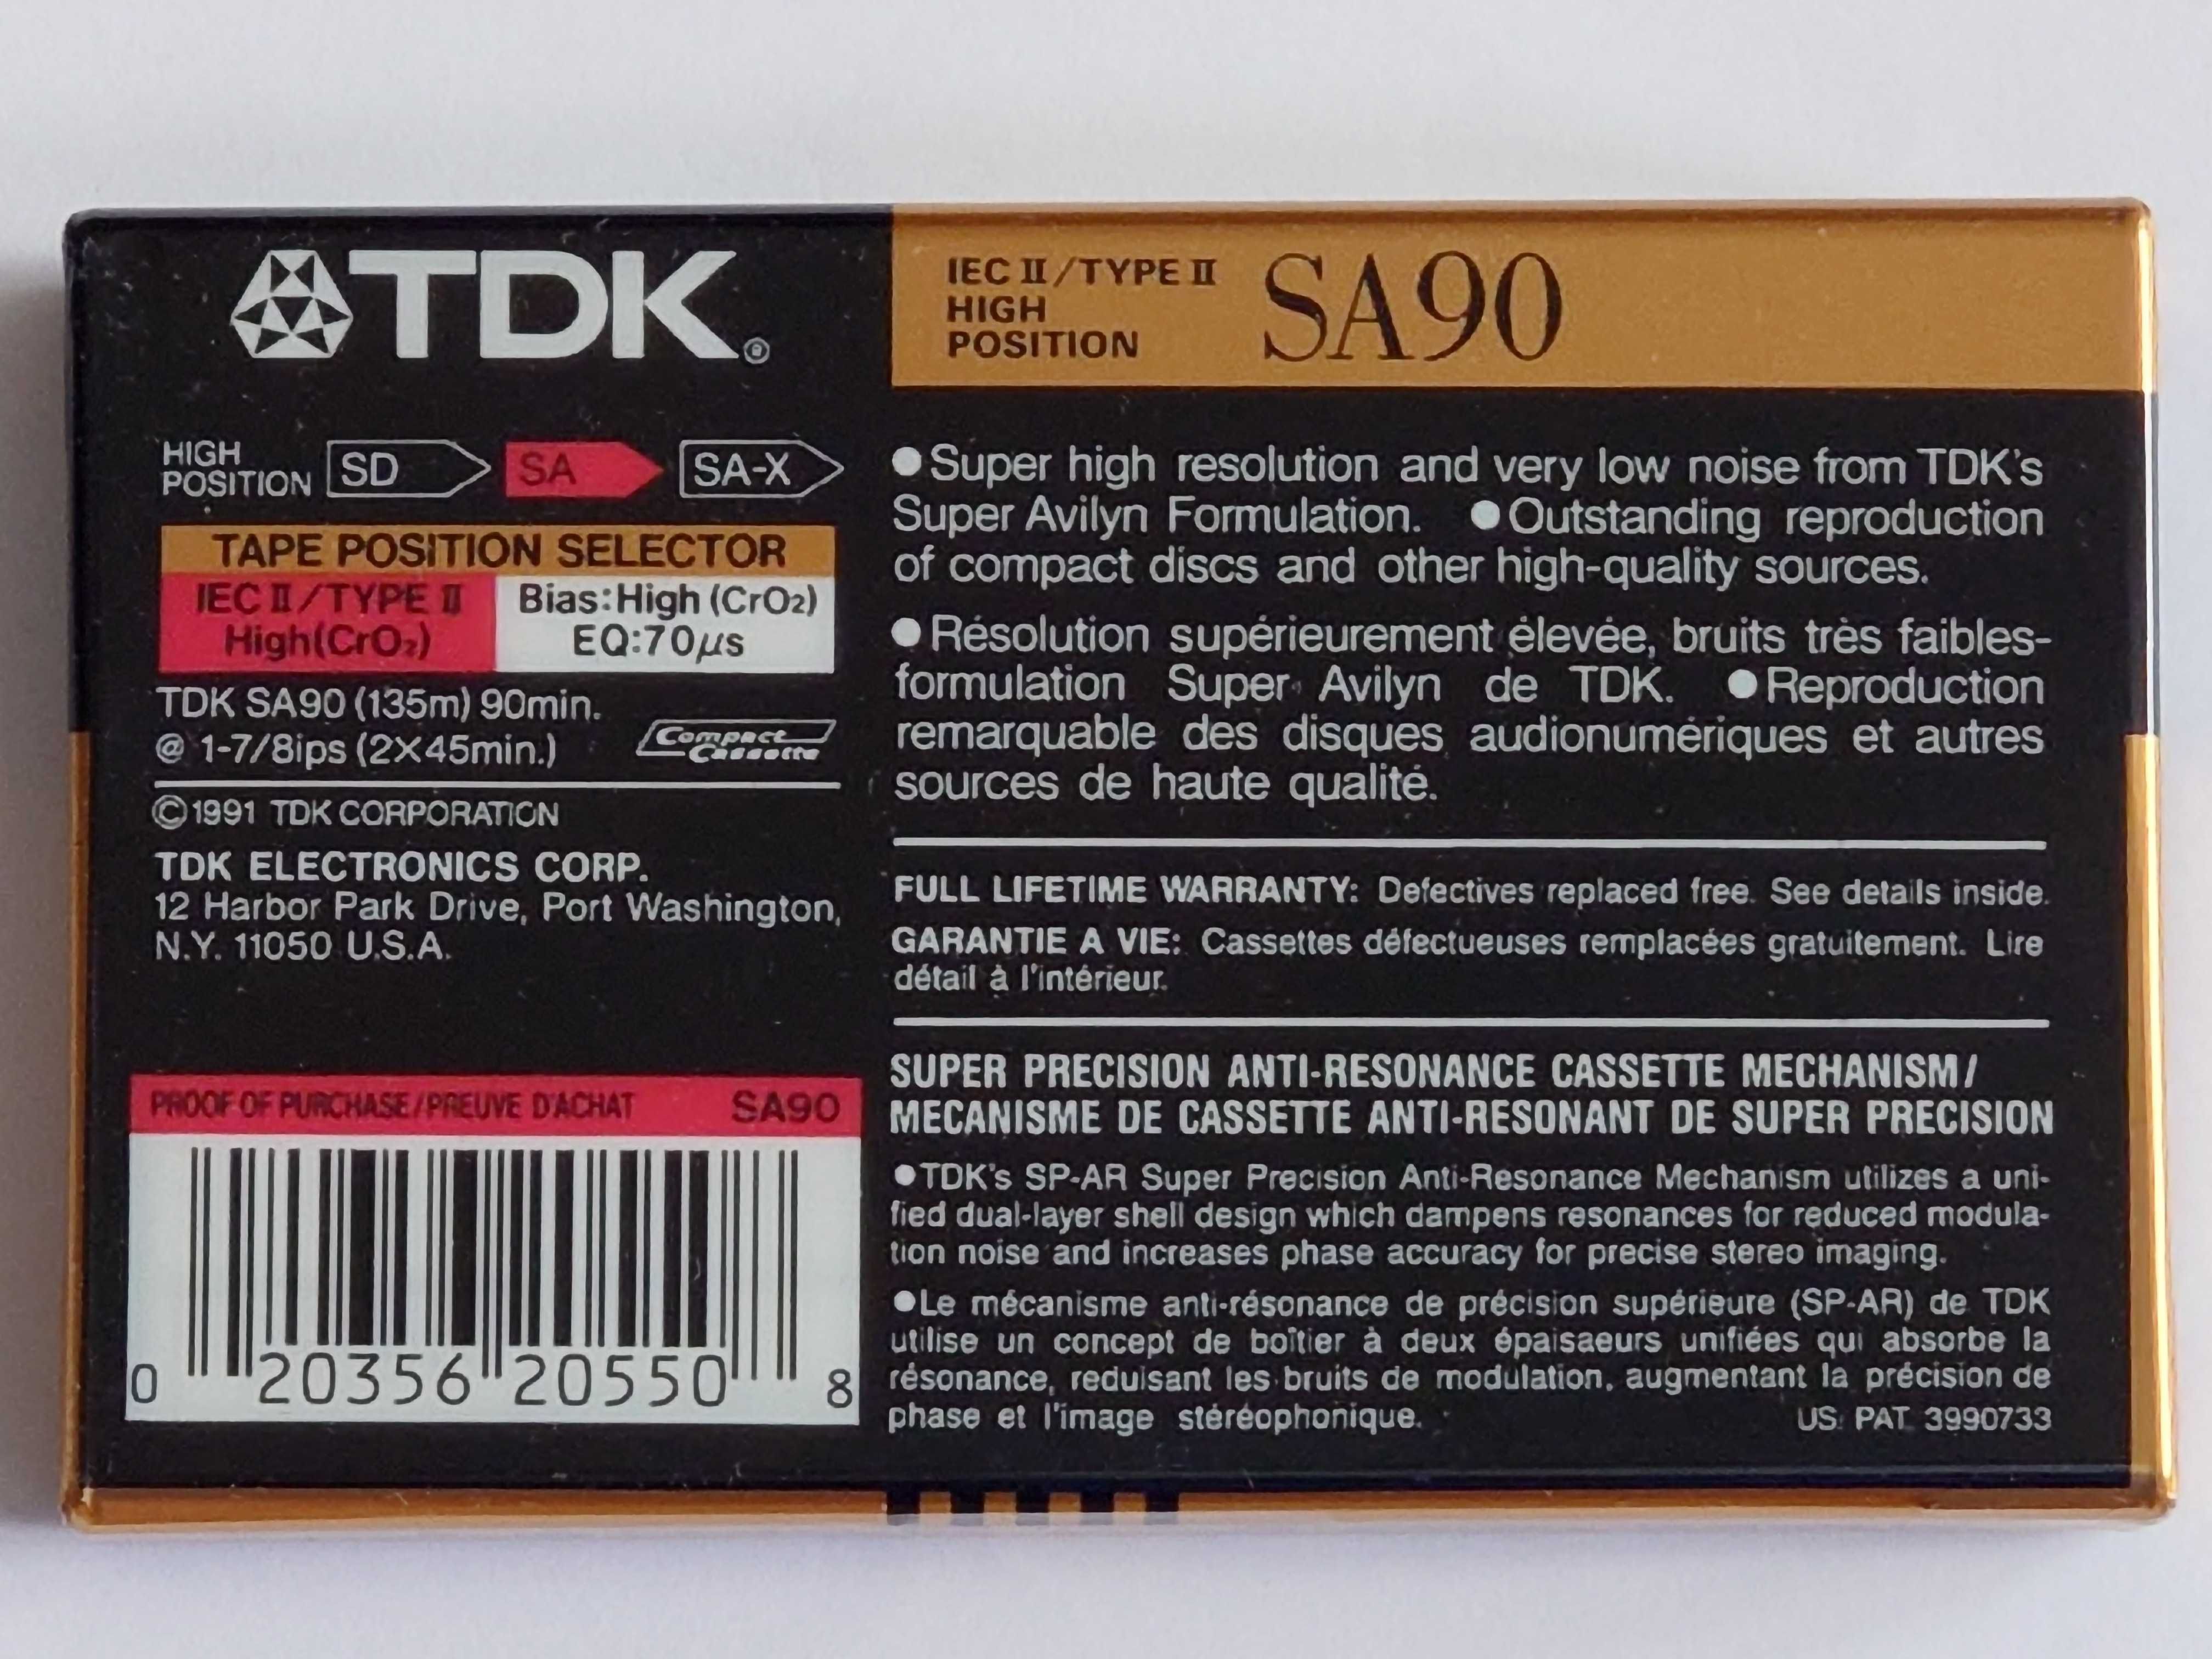 TDK®
IEC II/TYPE II
HIGH
POSITION
SA90
HIGH
POSITION
SD
SA
SA-X
TAPE POSITION SELECTOR
IEC II/TYPE II
High(CrO₂)
Bias:High (CrO₂)
EQ:70μs
TDK SA90 (135m) 90min.
@ 1-7/8ips (2X45min.)
Compact
Cassette
©1991 TDK CORPORATION
TDK ELECTRONICS CORP.
12 Harbor Park Drive, Port Washington,
N.Y. 11050 U.S.A.
PROOF OF PURCHASE/PREUVE D'ACHAT SA90
0 20356 20550 8
●Super high resolution and very low noise from TDK's
Super Avilyn Formulation. ●Outstanding reproduction
of compact discs and other high-quality sources.
●Résolution supérieurement élevée, bruits très faibles-
formulation Super Avilyn de TDK. ●Reproduction
remarquable des disques audionumériques et autres
sources de haute qualité.
FULL LIFETIME WARRANTY: Defectives replaced free. See details inside.
GARANTIE A VIE: Cassettes défectueuses remplacées gratuitement. Lire
détail à l'intérieur.
SUPER PRECISION ANTI-RESONANCE CASSETTE MECHANISM/
MECANISME DE CASSETTE ANTI-RESONANT DE SUPER PRECISION
●TDK's SP-AR Super Precision Anti-Resonance Mechanism utilizes a uni-
fied dual-layer shell design which dampens resonances for reduced modula-
tion noise and increases phase accuracy for precise stereo imaging.
●Le mécanisme anti-résonance de précision supérieure (SP-AR) de TDK
utilise un concept de boîtier à deux épaisaeurs unifiées qui absorbe la
résonance, reduisant les bruits de modulation, augmentant la précision de
phase et l'image stéréophonique. US. PAT. 3990733